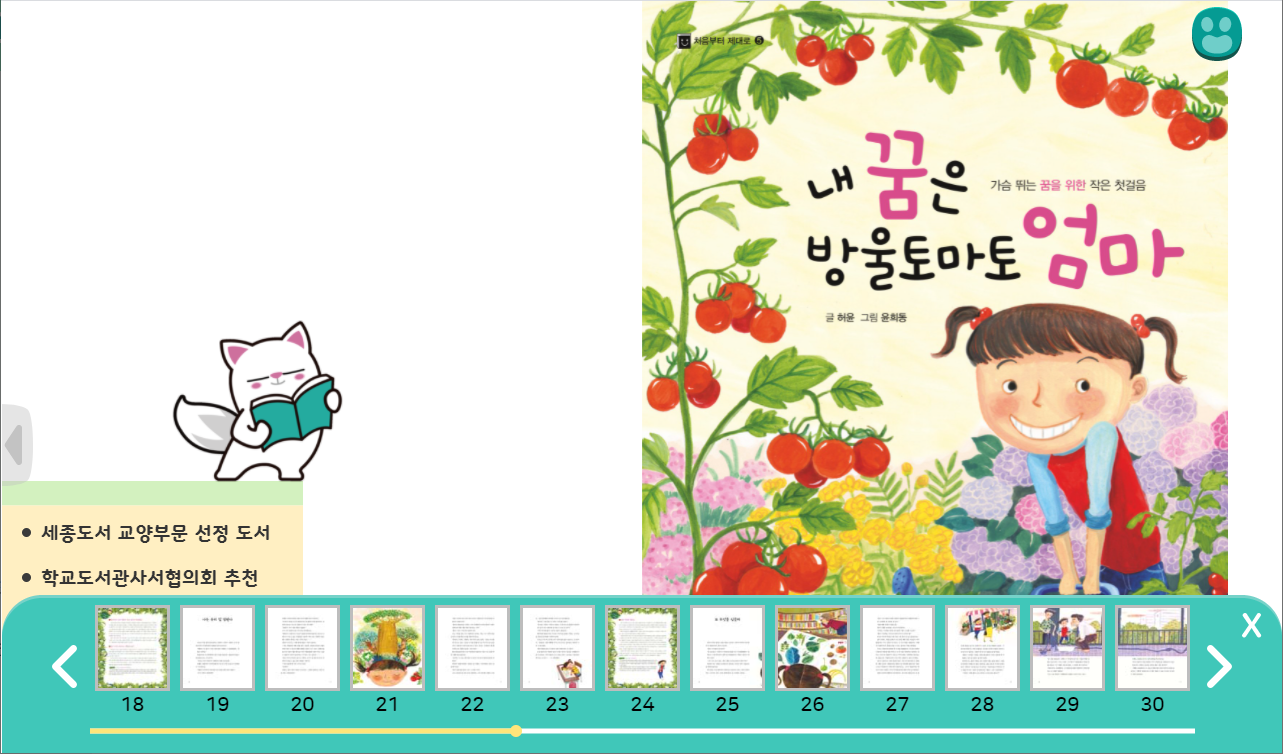 처음부터 제대로 5
내 꿈은
가슴 뛰는 꿈을 위한 작은 첫걸음
방울토마토 엄마
글 허윤 그림 윤희동
세종도서 교양부문 선정 도서
학교도서관사서협의회 추천
X
18 19 20 21 22 23 24 25 26 27 28 29 30